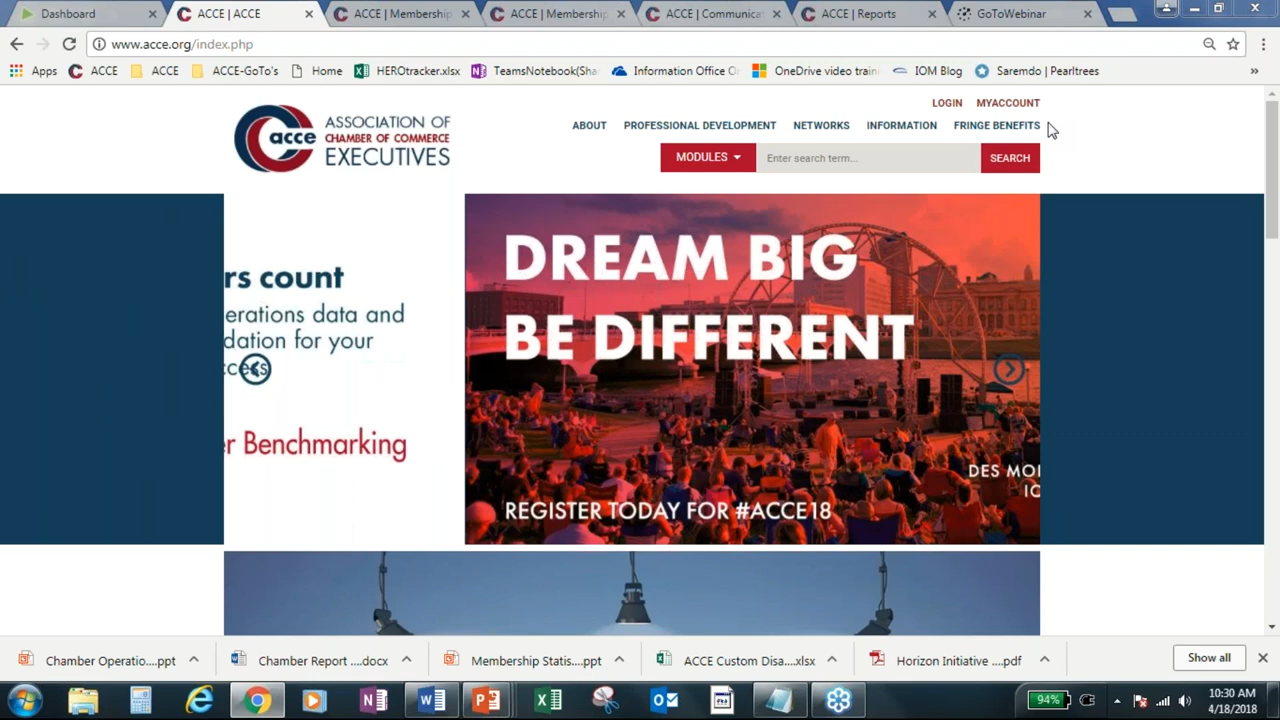 Dashboard
ACCE | ACCE
ACCE | Membership
ACCE | Membership
ACCE | Communicat
ACCE | Reports
GoToWebinar
www.acce.org/index.php
Apps
ACCE
ACCE
ACCE-GoTo's
Home
HEROtracker.xlsx
TeamsNotebook(Sha
Information Office O
OneDrive video train
IOM Blog
Saremdo | Pearltrees
»
LOGIN MYACCOUNT
acce
ASSOCIATION OF
CHAMBER OF COMMERCE
EXECUTIVES
ABOUT PROFESSIONAL DEVELOPMENT NETWORKS INFORMATION FRINGE BENEFITS
MODULES Enter search term... SEARCH
rs count
erations data and
dation for your
r Benchmarking
DREAM BIG
BE DIFFERENT
DES MOI
IO
REGISTER TODAY FOR #ACCE18
Chamber Operatio....ppt
Chamber Report ....docx
Membership Statis....ppt
ACCE Custom Disa....xlsx
Horizon Initiative ....pdf
Show all
94%
10:30 AM
4/18/2018